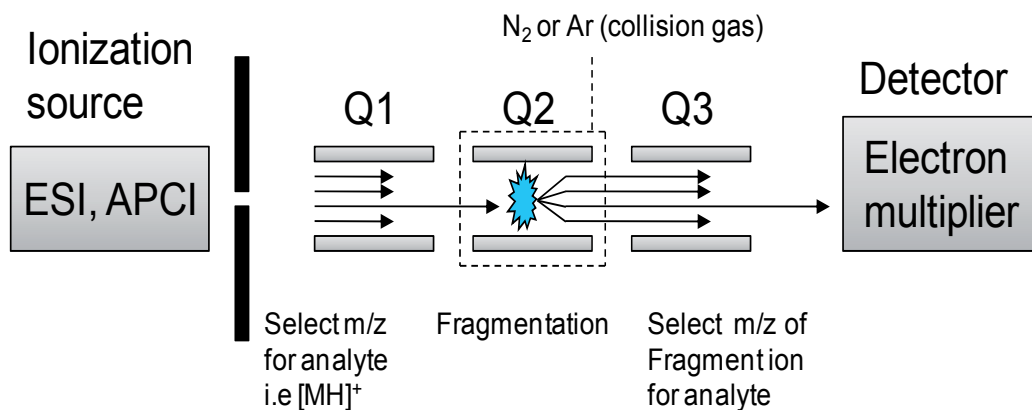 N₂ or Ar (collision gas)
Ionization
source
Q1
Q2
Q3
Detector
ESI, APCI
Electron
multiplier
Select m/z
for analyte
i.e [MH]⁺
Fragmentation
Select m/z of
Fragment ion
for analyte